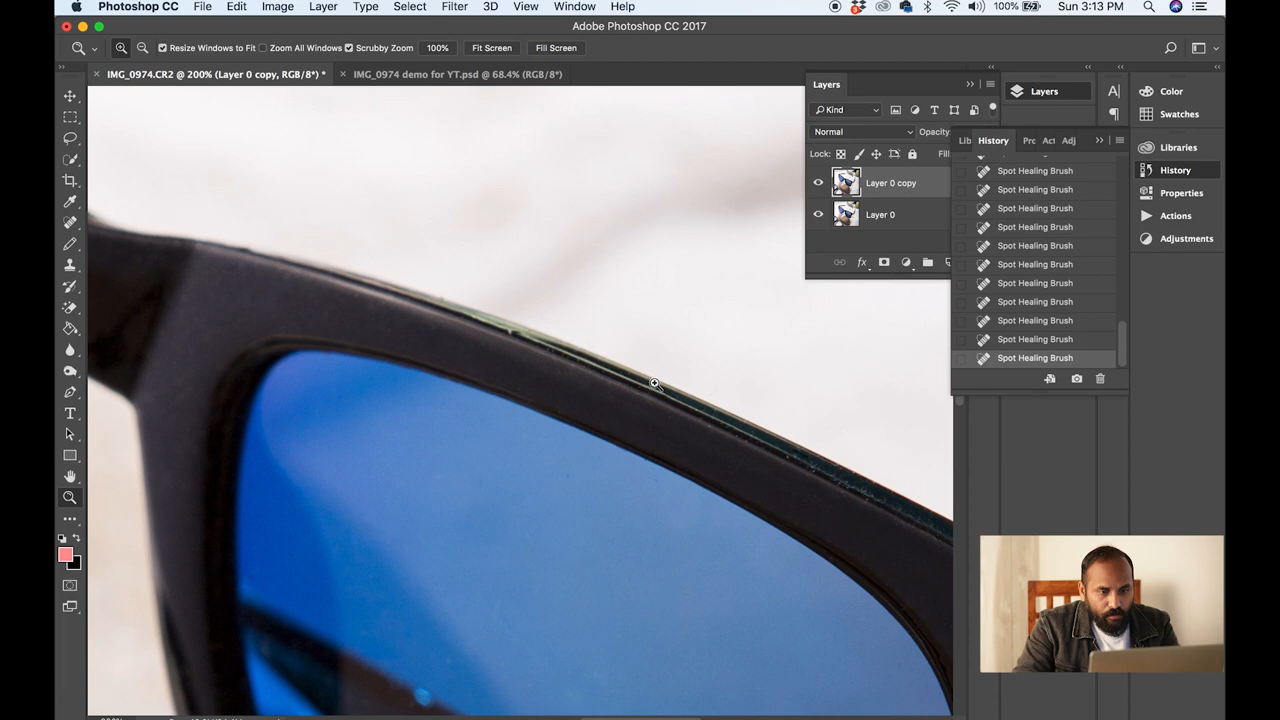 Photoshop CC File Edit Image Layer Type Select Filter 3D View Window Help 100% Sun 3:13 PM
Adobe Photoshop CC 2017
Resize Windows to Fit Zoom All Windows Scrubby Zoom 100% Fit Screen Fill Screen
IMG_0974.CR2 @ 200% (Layer 0 copy, RGB/8*) * IMG_0974 demo for YT.psd @ 68.4% (RGB/8*)
Layers
Kind
Normal Opacity
Lock: Fill
Layer 0 copy
Layer 0
fx
Layers
Lib History Pro Act Adj
Spot Healing Brush
Spot Healing Brush
Spot Healing Brush
Spot Healing Brush
Spot Healing Brush
Spot Healing Brush
Spot Healing Brush
Spot Healing Brush
Spot Healing Brush
Spot Healing Brush
Spot Healing Brush
Color
Swatches
Libraries
History
Properties
Actions
Adjustments